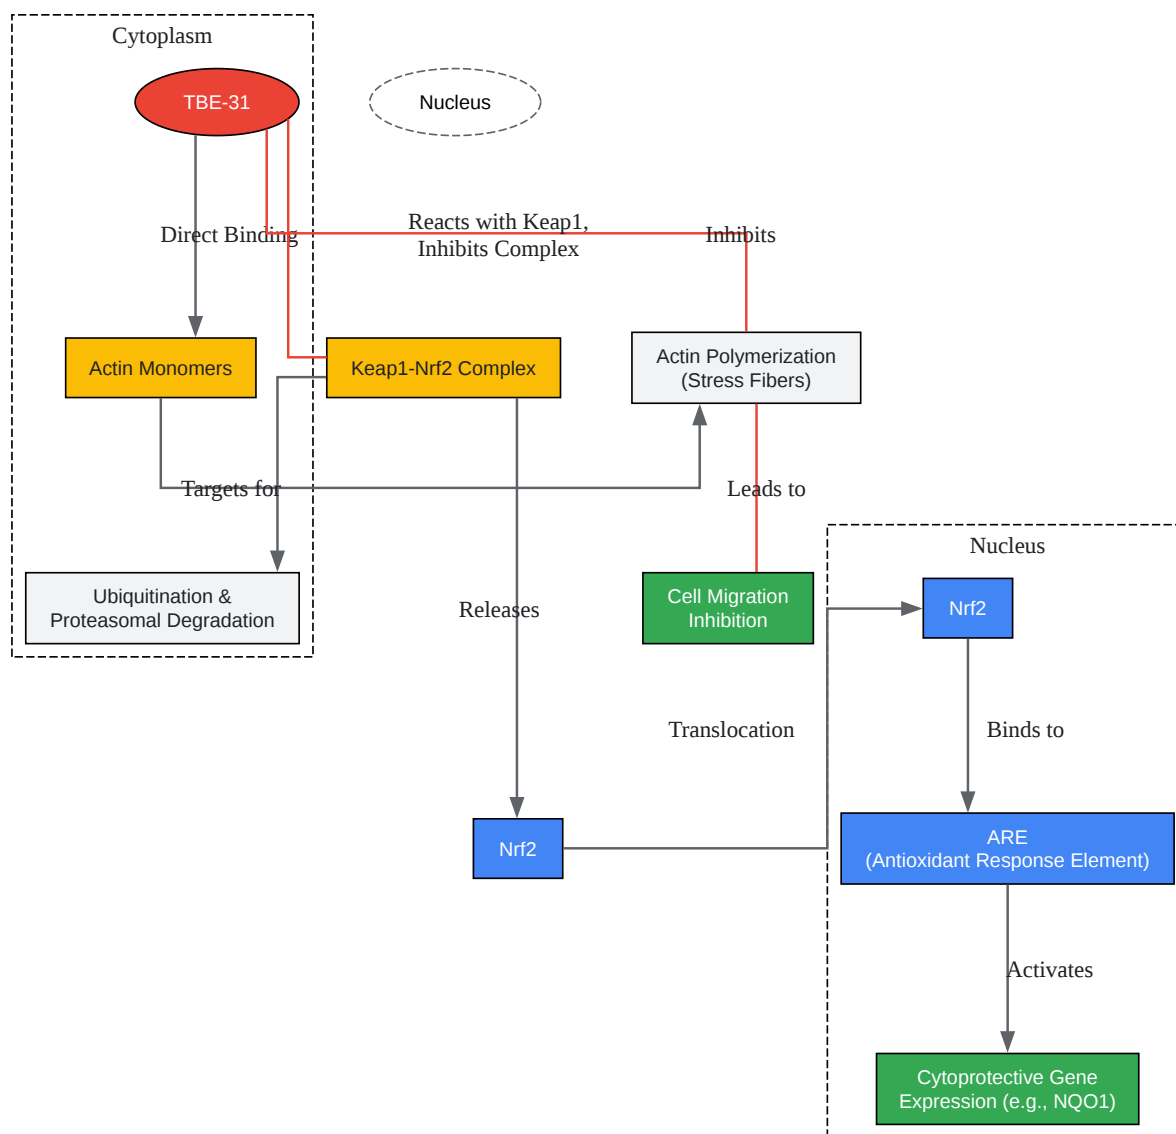 Cytoplasm
TBE-31
Nucleus
Direct Binding
Reacts with Keap1,
Inhibits Complex
Inhibits
Actin Monomers
Keap1-Nrf2 Complex
Actin Polymerization
(Stress Fibers)
Targets for
Leads to
Nucleus
Ubiquitination &
Proteasomal Degradation
Releases
Cell Migration
Inhibition
Nrf2
Translocation
Binds to
Nrf2
ARE
(Antioxidant Response Element)
Activates
Cytoprotective Gene
Expression (e.g., NQO1)